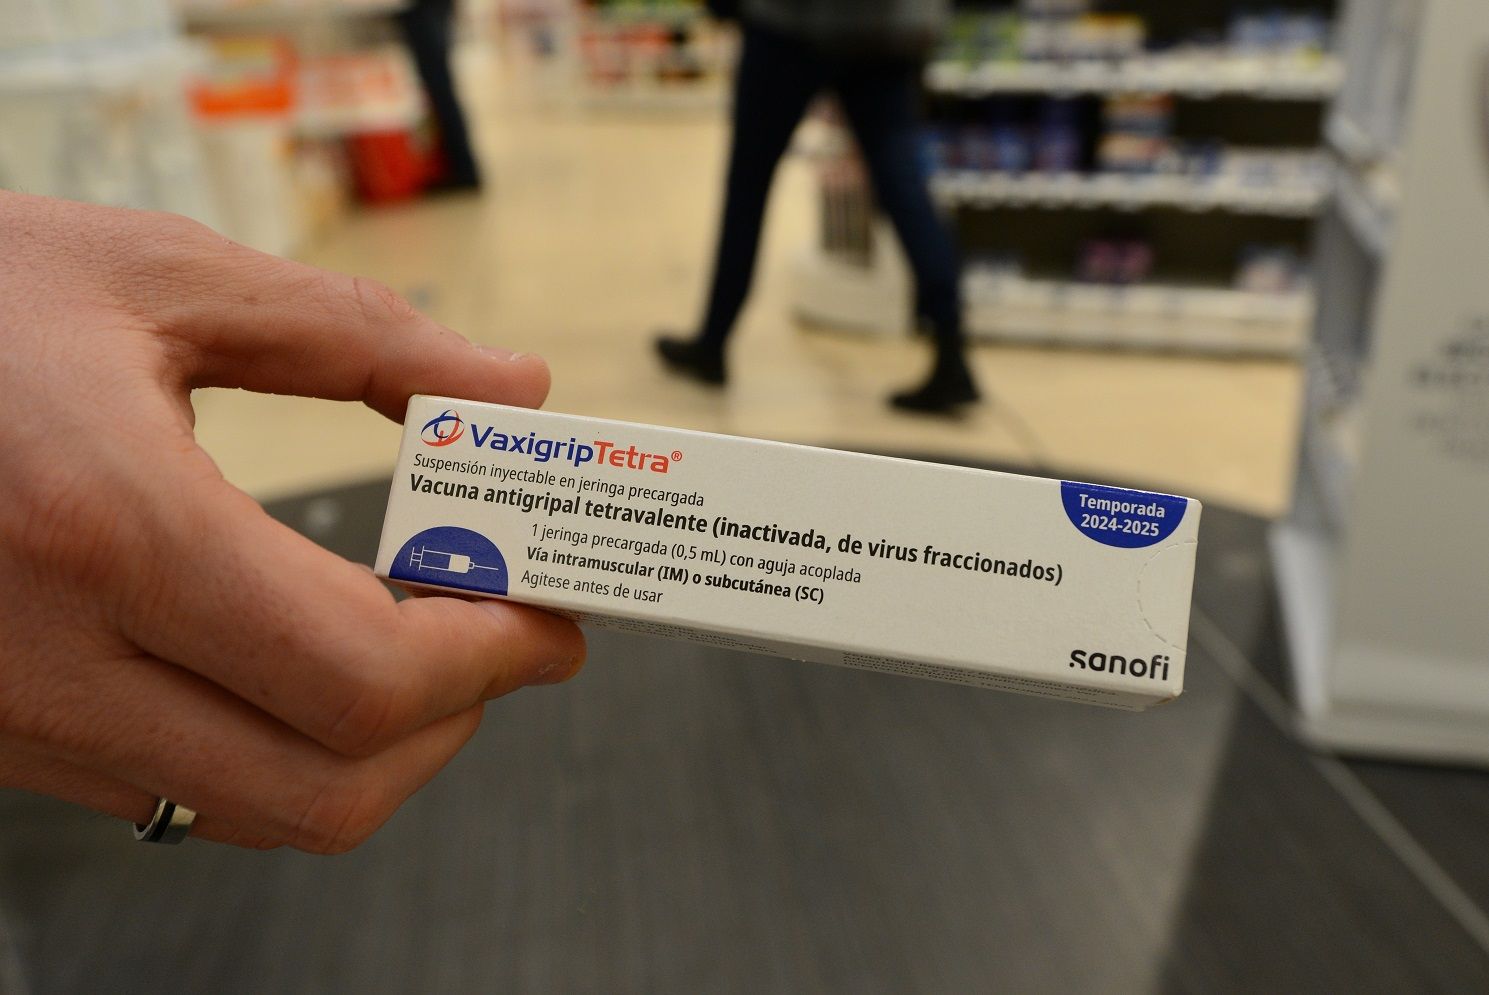 VaxigripTetra®
Suspensión inyectable en jeringa precargada
Vacuna antigripal tetravalente (inactivada, de virus fraccionados)
1 jeringa precargada (0,5 mL) con aguja acoplada
Vía intramuscular (IM) o subcutánea (SC)
Agítese antes de usar
Temporada
2024-2025
sanofi